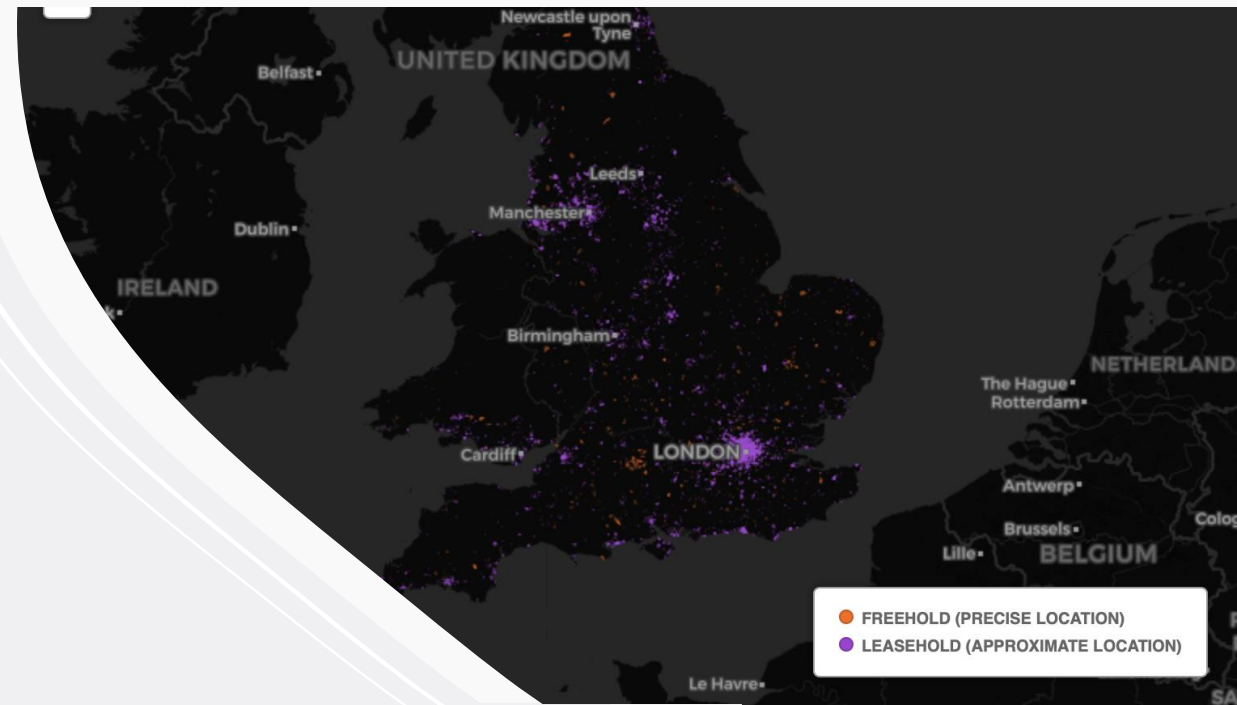 Newcastle upon
Tyne
UNITED KINGDOM
Belfast
Leeds
Manchester
Dublin
IRELAND
k
Birmingham
NETHERLAND
The Hague
Rotterdam
LONDON
Cardiff
Antwerp
Colog
Brussels
Lille
BELGIUM
FREEHOLD (PRECISE LOCATION)
LEASEHOLD (APPROXIMATE LOCATION)
Le Havre
SA